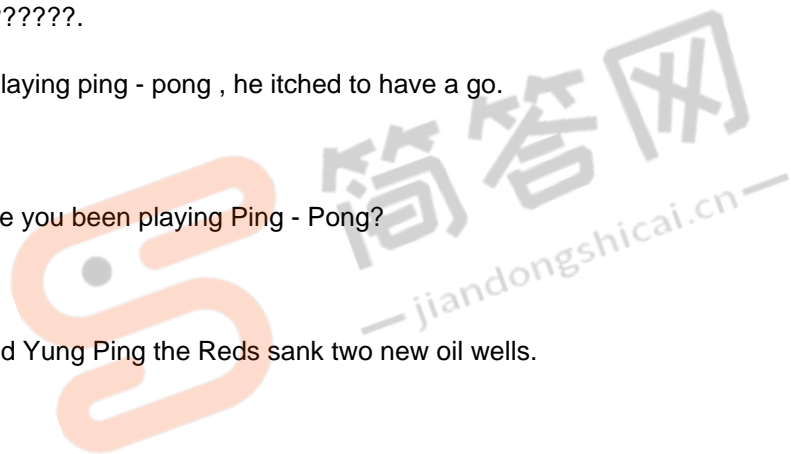 ??????.
laying ping - pong , he itched to have a go.
简答网
e you been playing Ping - Pong?
jiandongshicai.cn
d Yung Ping the Reds sank two new oil wells.